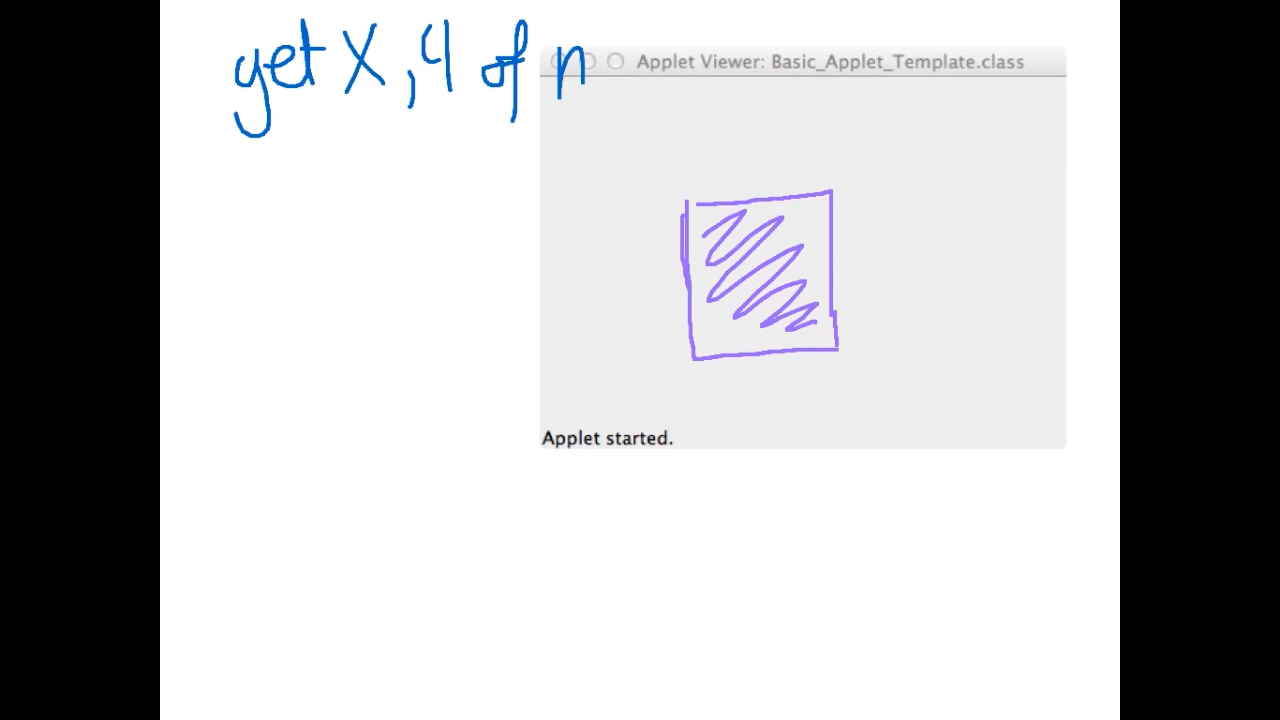 get X, y of n
Applet Viewer: Basic_Applet_Template.class
Applet started.